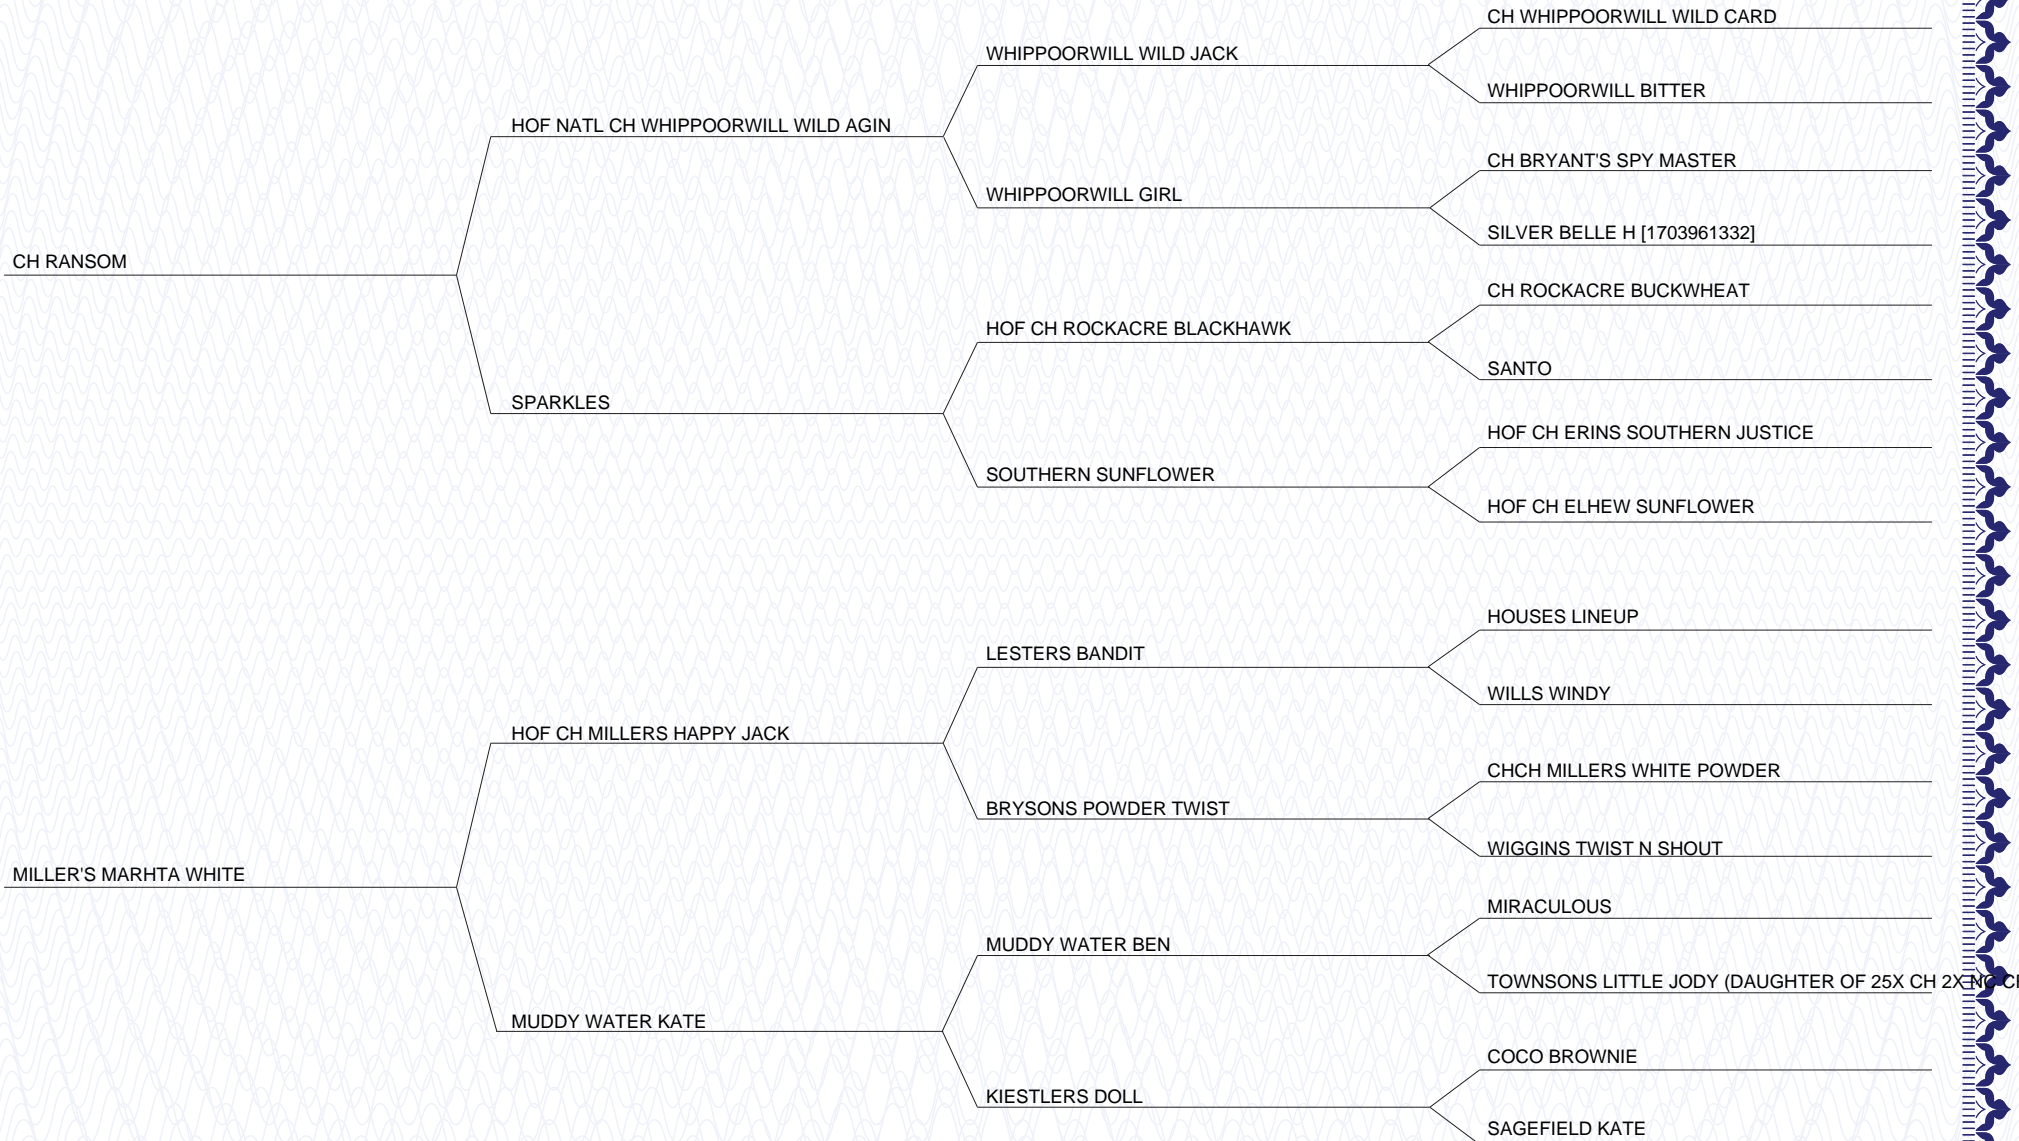 CH WHIPPOORWILL WILD CARD
WHIPPOORWILL WILD JACK
WHIPPOORWILL BITTER
HOF NATL CH WHIPPOORWILL WILD AGIN
CH BRYANT'S SPY MASTER
WHIPPOORWILL GIRL
SILVER BELLE H [1703961332]
CH RANSOM
CH ROCKACRE BUCKWHEAT
HOF CH ROCKACRE BLACKHAWK
SANTO
SPARKLES
HOF CH ERINS SOUTHERN JUSTICE
SOUTHERN SUNFLOWER
HOF CH ELHEW SUNFLOWER
HOUSES LINEUP
LESTERS BANDIT
WILLS WINDY
HOF CH MILLERS HAPPY JACK
CHCH MILLERS WHITE POWDER
BRYSONS POWDER TWIST
WIGGINS TWIST N SHOUT
MILLER'S MARHTA WHITE
MIRACULOUS
MUDDY WATER BEN
TOWNSONS LITTLE JODY (DAUGHTER OF 25X CH 2X NC
MUDDY WATER KATE
COCO BROWNIE
KIESTLERS DOLL
SAGEFIELD KATE